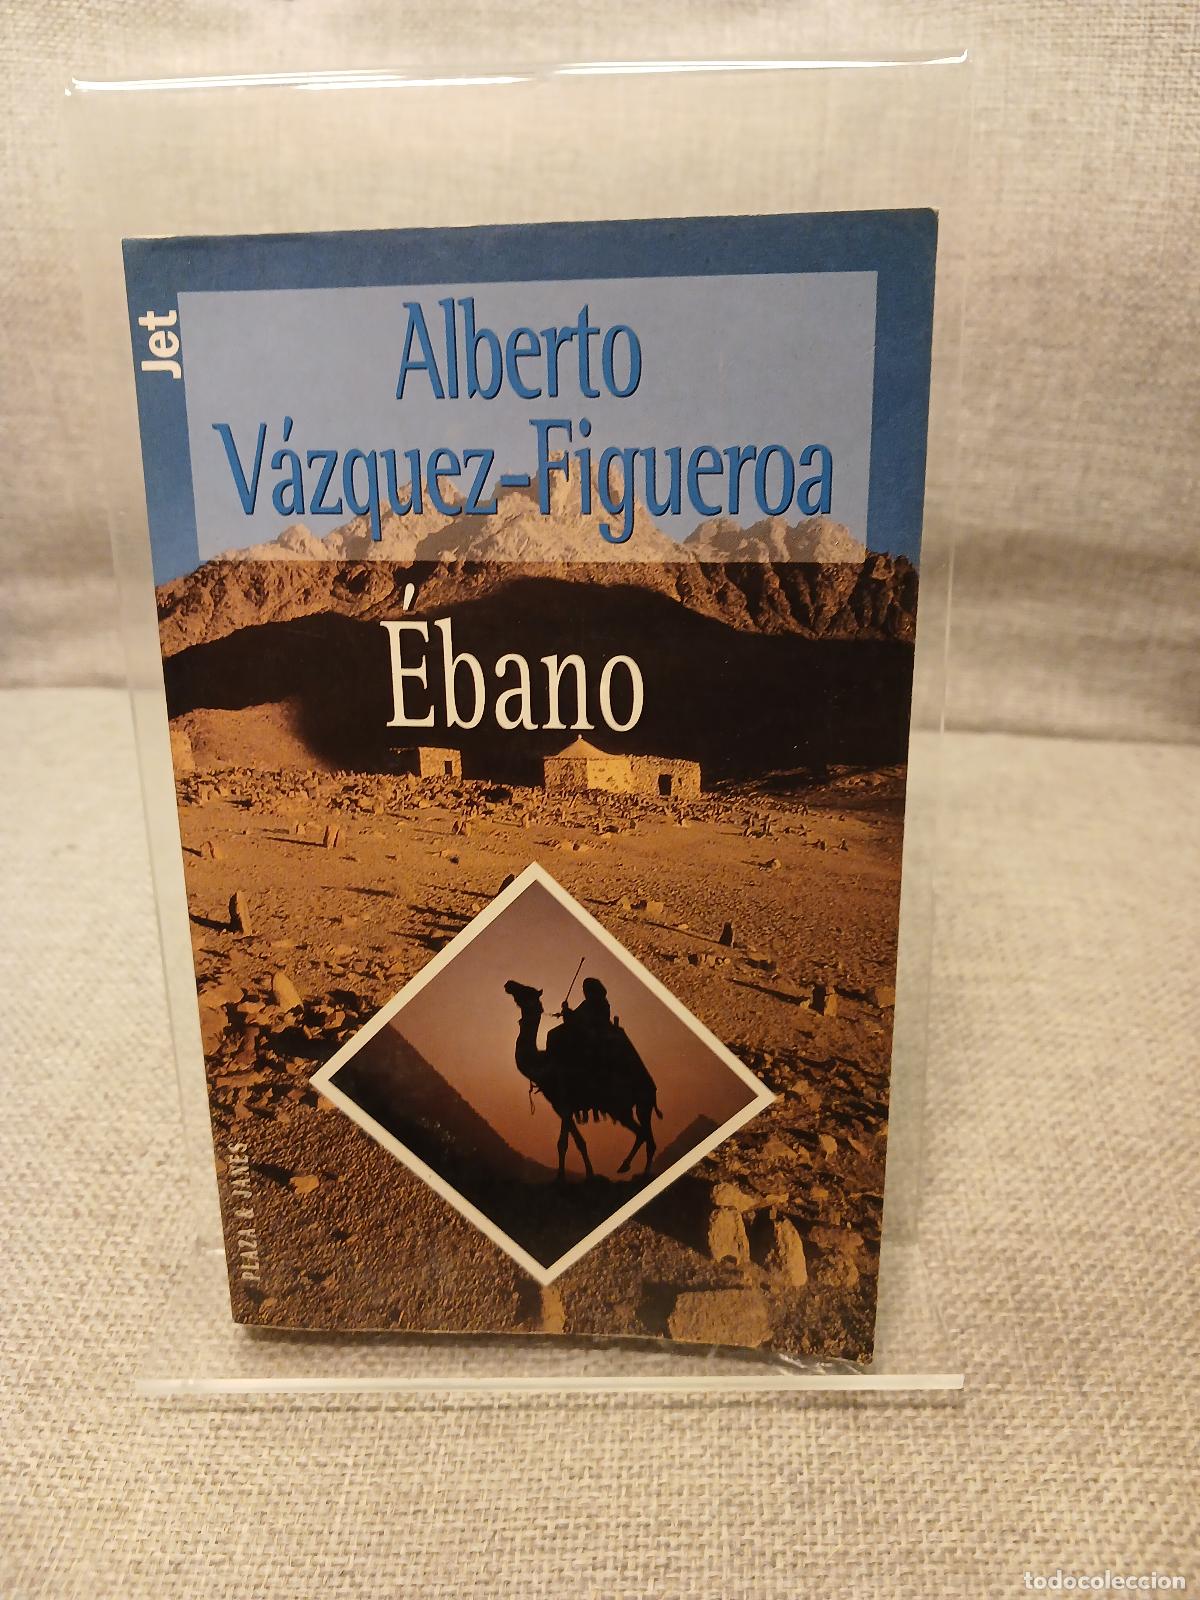 Jet
Alberto
Vázquez-Figueroa
Ébano
PLAZA & JANES
todocoleccion